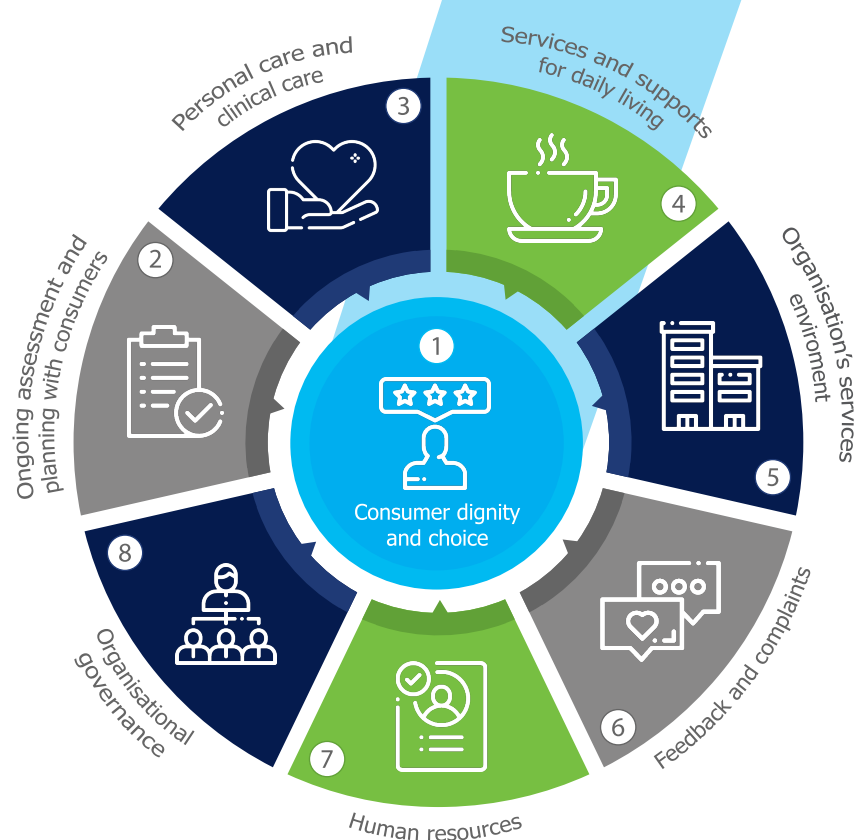 1
Consumer dignity
and choice
2
Ongoing assessment and
planning with consumers
3
Personal care and
clinical care
4
Services and supports
for daily living
5
Organisation's services
enviroment
6
Feedback and complaints
7
Human resources
8
Organisational
governance